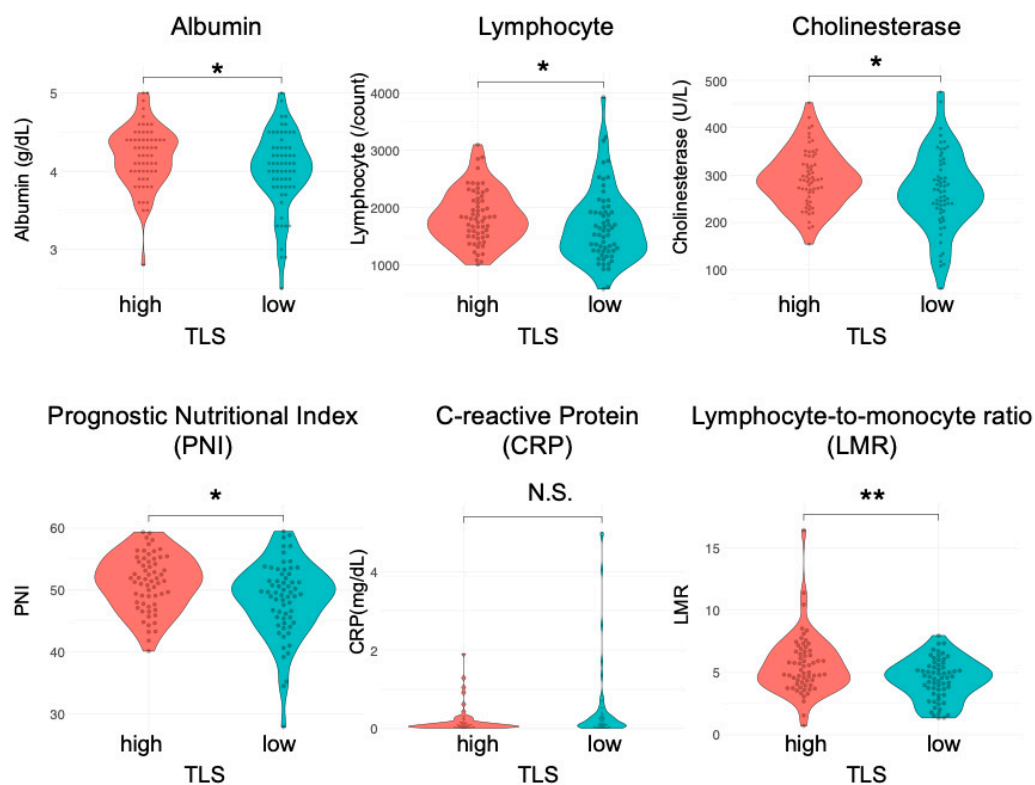 Albumin
*
Albumin (g/dL)
5
4
3
high low
TLS
Lymphocyte
*
Lymphocyte (/count)
4000
3000
2000
1000
high low
TLS
Cholinesterase
*
Cholinesterase (U/L)
500
400
300
200
100
high low
TLS
Prognostic Nutritional Index
(PNI)
*
PNI
60
50
40
30
high low
TLS
C-reactive Protein
(CRP)
N.S.
CRP(mg/dL)
4
2
0
high low
TLS
Lymphocyte-to-monocyte ratio
(LMR)
**
LMR
15
10
5
0
high low
TLS